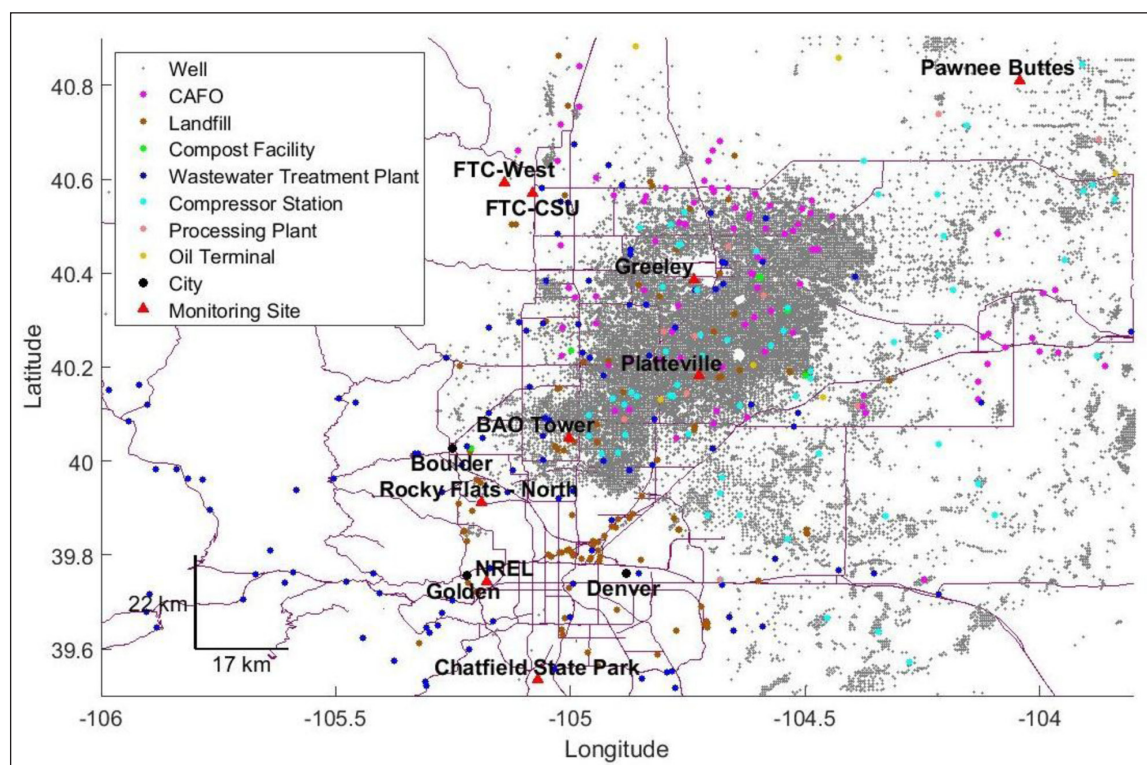 Well
CAFO
Landfill
Compost Facility
Wastewater Treatment Plant
Compressor Station
Processing Plant
Oil Terminal
City
Monitoring Site
Pawnee Buttes
FTC-West
FTC-CSU
Greeley
Platteville
BAO Tower
Boulder
Rocky Flats - North
NREL
Golden
Denver
Chatfield State Park
22 km
17 km
40.8
40.6
40.4
40.2
40
39.8
39.6
Latitude
-106
-105.5
-105
-104.5
-104
Longitude